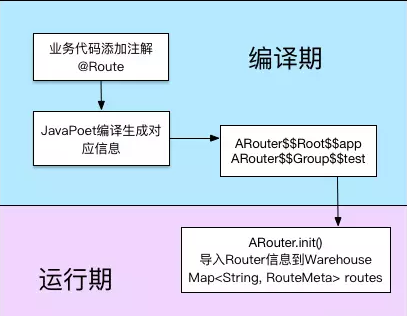 业务代码添加注解
@Route
编译期
JavaPoet编译生成对
应信息
ARouter$$Root$$app
ARouter$$Group$$test
ARouter.init()
导入Router信息到Warehouse
Map<String, RouteMeta> routes
运行期